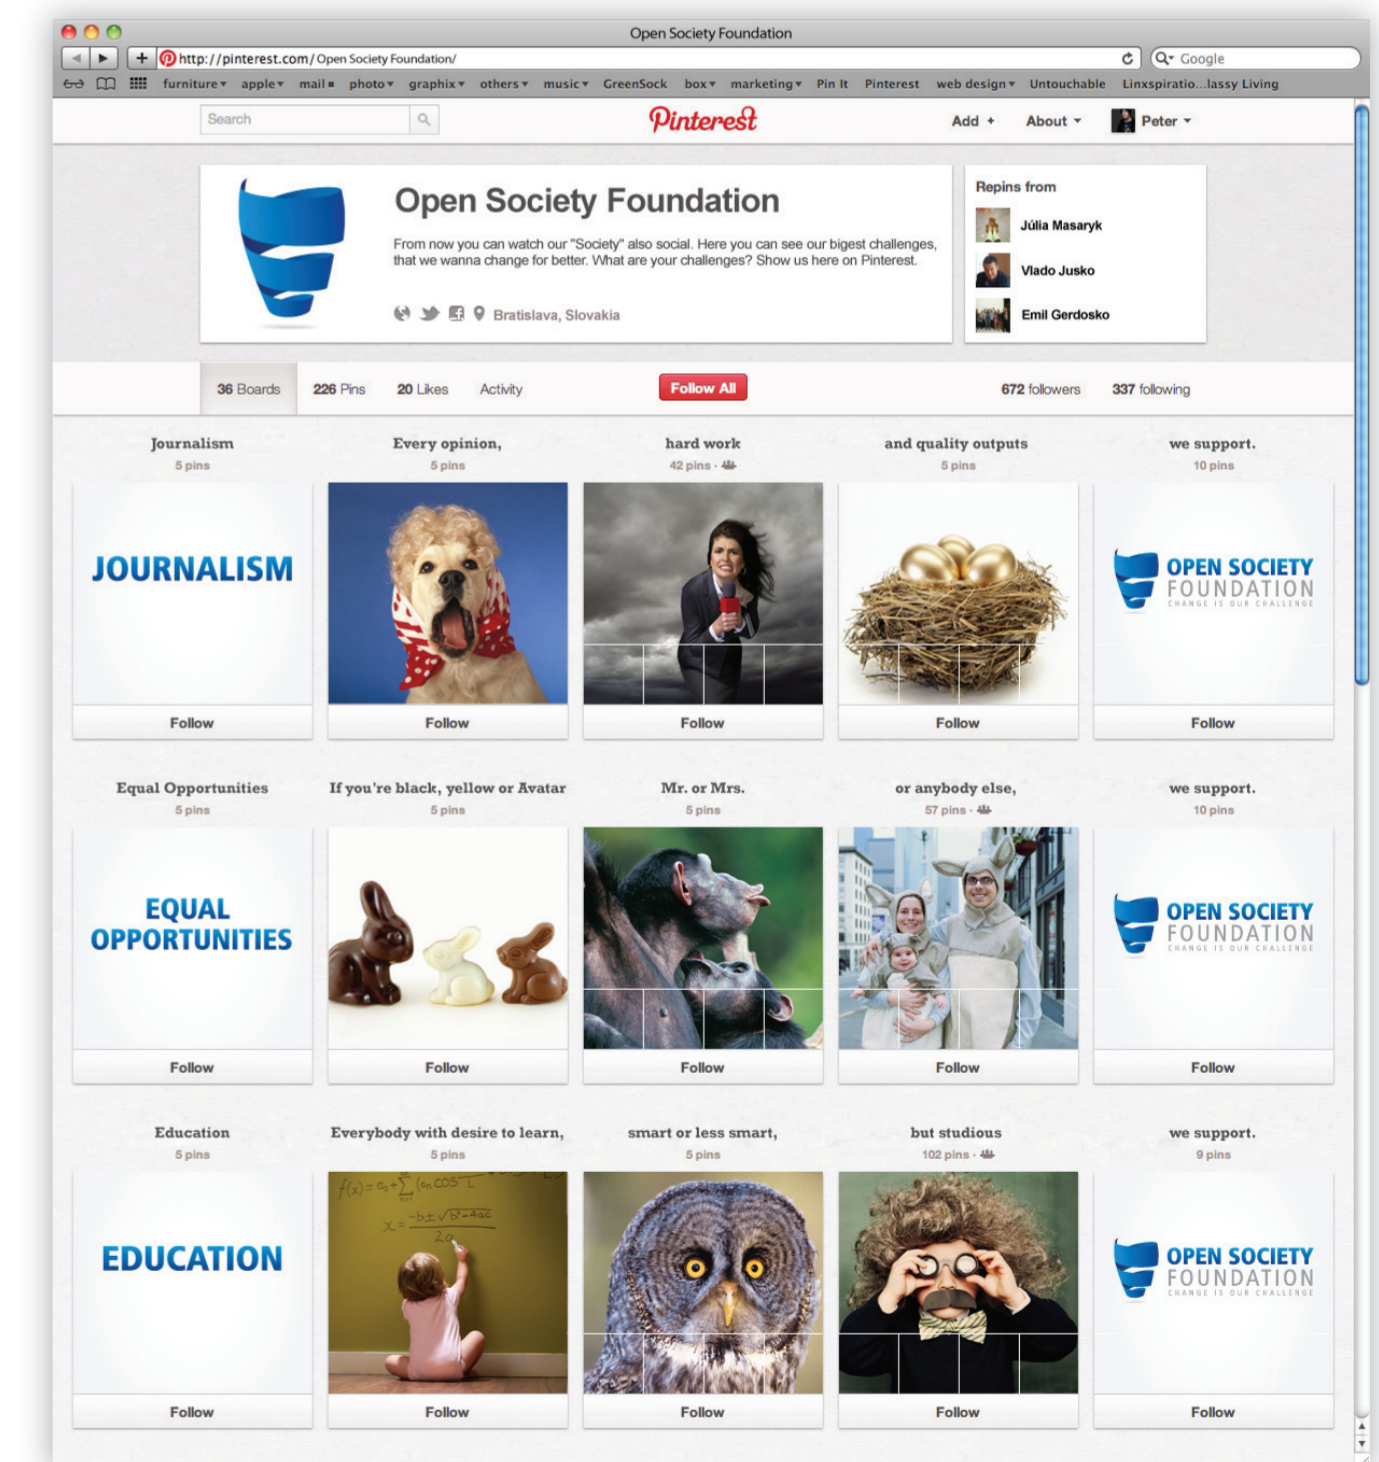 Open Society Foundation
http://pinterest.com/Open Society Foundation/
Google
furniture apple mail photo graphix others music GreenSock box marketing Pin It Pinterest web design Untouchable Linxspiratio...lassy Living
Search
Pinterest
Add +
About
Peter
Open Society Foundation
From now you can watch our "Society" also social. Here you can see our bigest challenges,
that we wanna change for better. What are your challenges? Show us here on Pinterest.
Bratislava, Slovakia
Repins from
Júlia Masaryk
Vlado Jusko
Emil Gerdosko
36 Boards 226 Pins 20 Likes Activity
Follow All
672 followers 337 following
Journalism
5 pins
JOURNALISM
Follow
Every opinion,
5 pins
Follow
hard work
42 pins ·
Follow
and quality outputs
5 pins
Follow
we support.
10 pins
OPEN SOCIETY
FOUNDATION
CHANGE IS OUR CHALLENGE
Follow
Equal Opportunities
5 pins
EQUAL
OPPORTUNITIES
Follow
If you're black, yellow or Avatar
5 pins
Follow
Mr. or Mrs.
5 pins
Follow
or anybody else,
57 pins ·
Follow
we support.
10 pins
OPEN SOCIETY
FOUNDATION
CHANGE IS OUR CHALLENGE
Follow
Education
5 pins
EDUCATION
Follow
Everybody with desire to learn,
5 pins
Follow
smart or less smart,
5 pins
Follow
but studious
102 pins ·
Follow
we support.
9 pins
OPEN SOCIETY
FOUNDATION
CHANGE IS OUR CHALLENGE
Follow